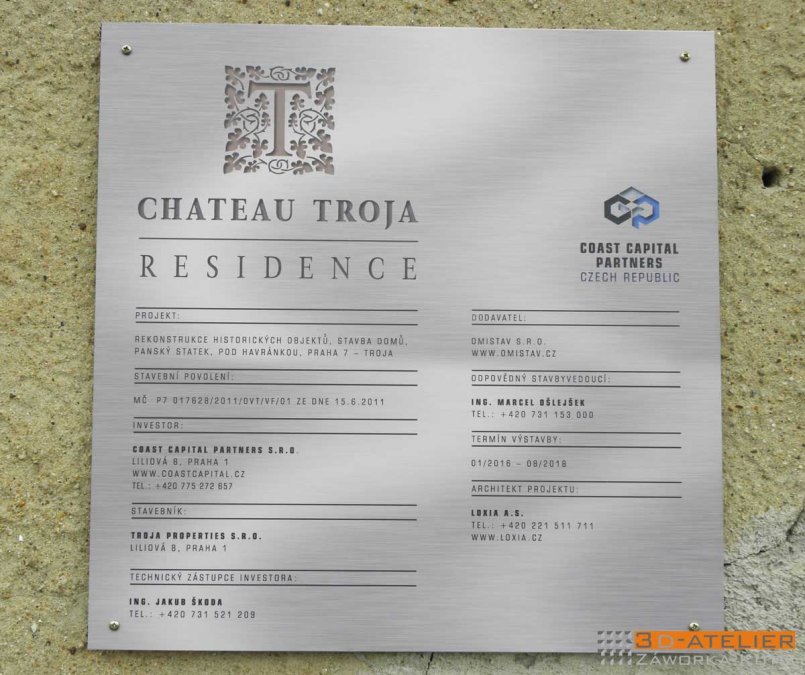 T
CHATEAU TROJA
RESIDENCE
PROJEKT:
REKONSTRUKCE HISTORICKÝCH OBJEKTŮ, STAVBA DOMŮ,
PANSKÝ STATEK, POD HAVRÁNKOU, PRAHA 7 – TROJA
STAVEBNÍ POVOLENÍ:
MČ P7 017628/2011/OVT/VF/01 ZE DNE 15.6.2011
INVESTOR:
COAST CAPITAL PARTNERS S.R.O.
LILIOVÁ 8, PRAHA 1
WWW.COASTCAPITAL.CZ
TEL.: +420 775 272 657
STAVEBNÍK:
TROJA PROPERTIES S.R.O.
LILIOVÁ 8, PRAHA 1
TECHNICKÝ ZÁSTUPCE INVESTORA:
ING. JAKUB ŠKODA
TEL.: +420 731 521 209
COAST CAPITAL
PARTNERS
CZECH REPUBLIC
DODAVATEL:
OMISTAV S.R.O.
WWW.OMISTAV.CZ
ODPOVĚDNÝ STAVBYVEDOUCÍ:
ING. MARCEL OŠLEJŠEK
TEL.: +420 731 153 000
TERMÍN VÝSTAVBY:
01/2016 – 08/2018
ARCHITEKT PROJEKTU:
LOXIA A.S.
TEL.: +420 221 511 711
WWW.LOXIA.CZ
3D-ATELIER